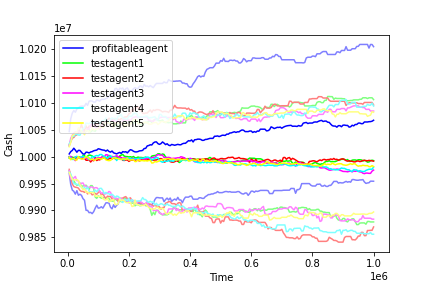 1e7
1.020
1.015
1.010
1.005
1.000
0.995
0.990
0.985
Cash
profitableagent
testagent1
testagent2
testagent3
testagent4
testagent5
0.0 0.2 0.4 0.6 0.8 1.0
Time
1e6